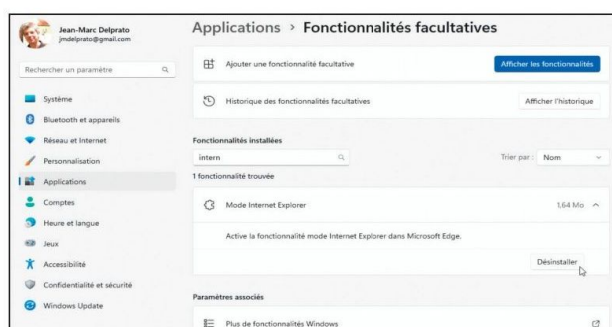 Jean-Marc Delprato
jmdelprato@gmail.com
Rechercher un paramètre
Système
Bluetooth et appareils
Réseau et Internet
Personnalisation
Applications
Comptes
Heure et langue
Jeux
Accessibilité
Confidentialité et sécurité
Windows Update
Applications > Fonctionnalités facultatives
Ajouter une fonctionnalité facultative
Afficher les fonctionnalités
Historique des fonctionnalités facultatives
Afficher l'historique
Fonctionnalités installées
intern
Trier par : Nom
1 fonctionnalité trouvée
Mode Internet Explorer 1,64 Mo
Active la fonctionnalité mode Internet Explorer dans Microsoft Edge.
Désinstaller
Paramètres associés
Plus de fonctionnalités Windows